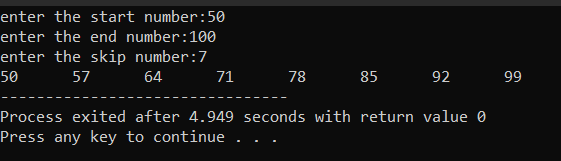 enter the start number:50
enter the end number:100
enter the skip number:7
50      57      64      71      78      85      92      99
--------------------------------
Process exited after 4.949 seconds with return value 0
Press any key to continue . . .